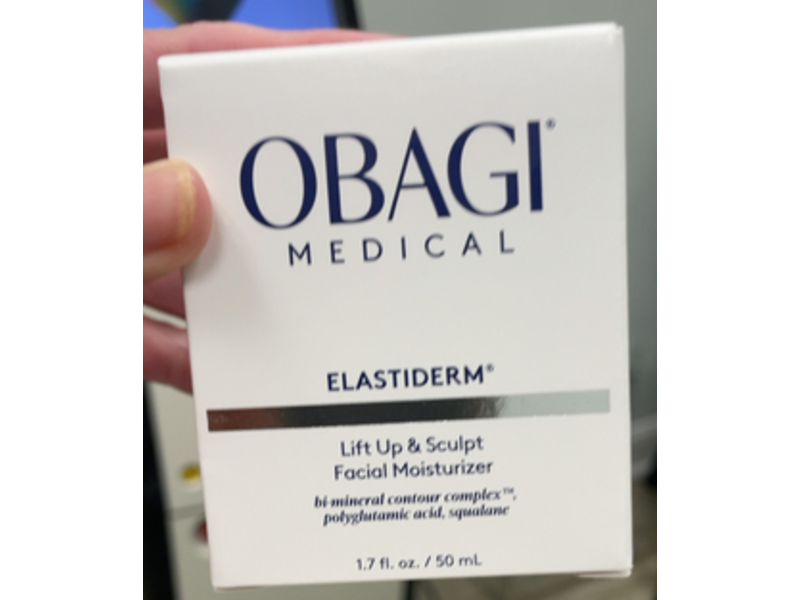 OBAGI®
MEDICAL
ELASTIDERM®
Lift Up & Sculpt
Facial Moisturizer
bi-mineral contour complex™,
polyglutamic acid, squalane
1.7 fl. oz. / 50 mL